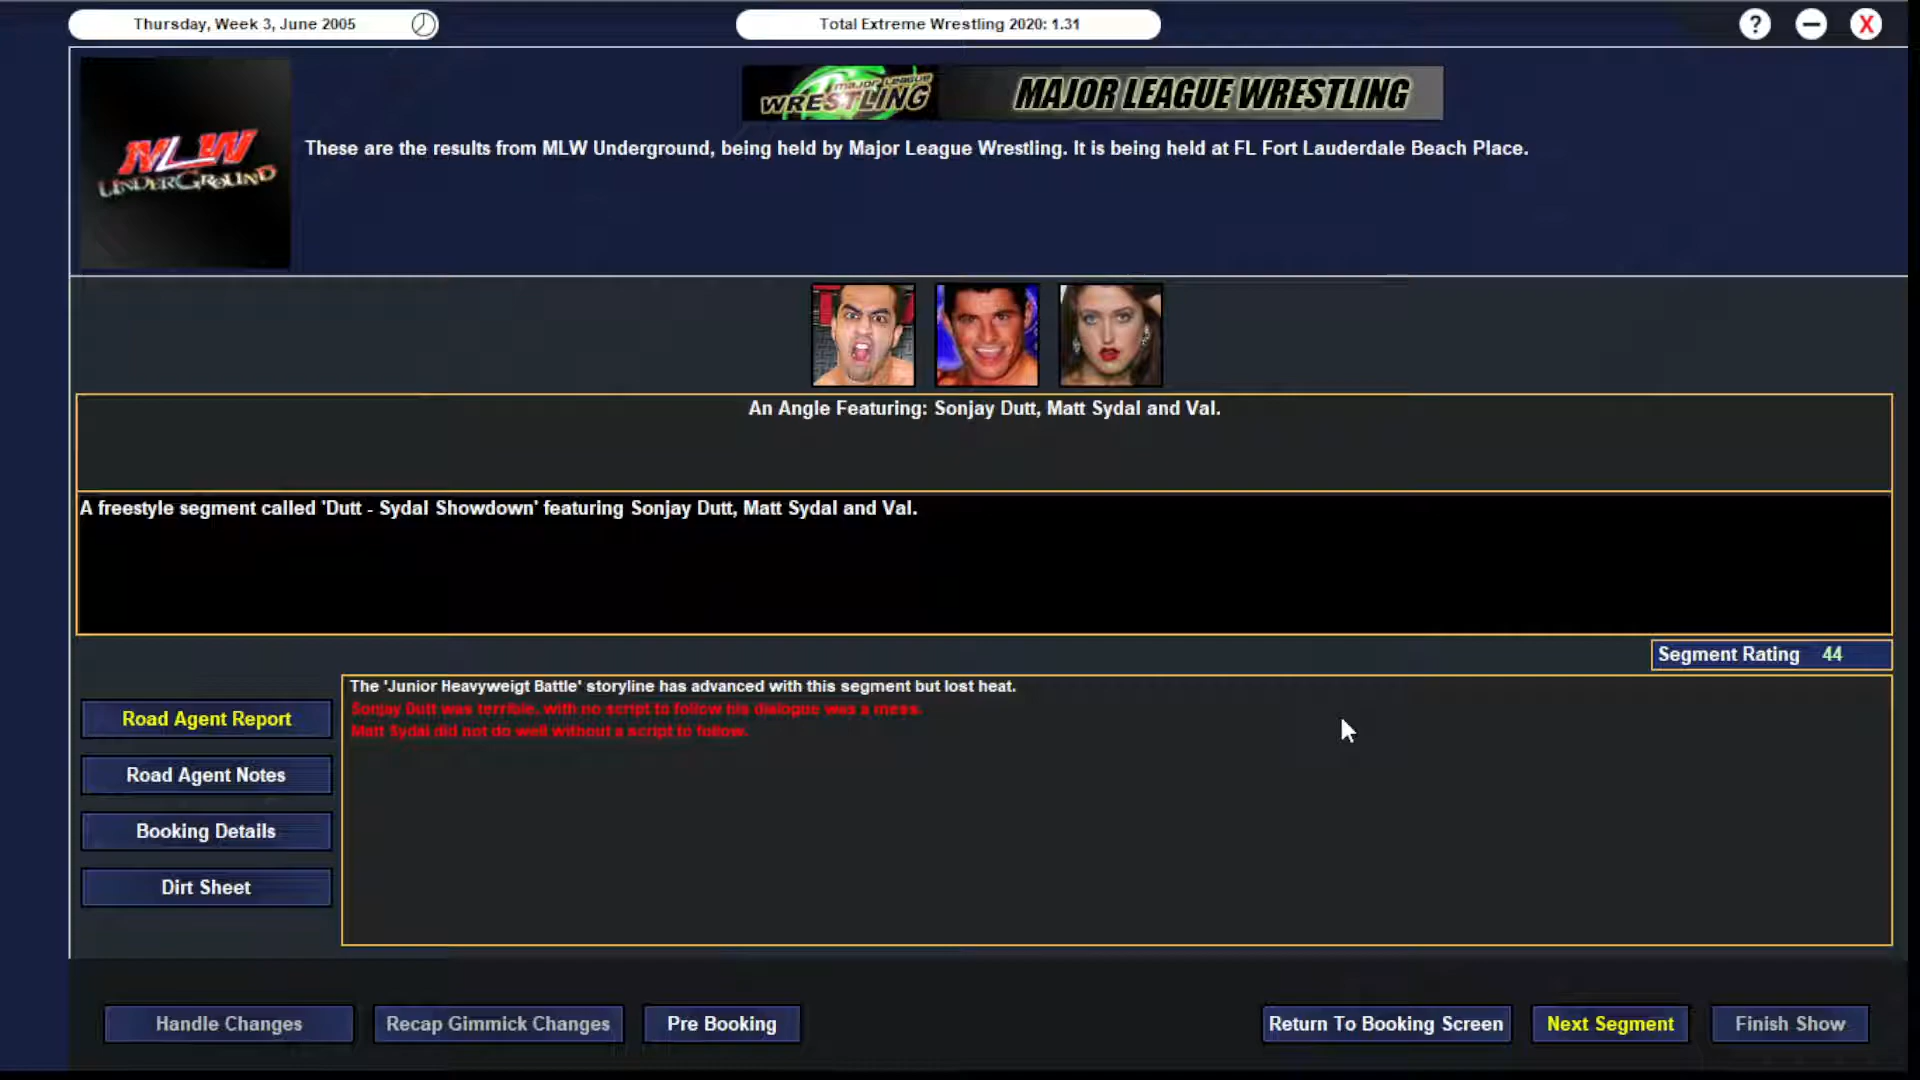 Thursday, Week 3, June 2005
Total Extreme Wrestling 2020: 1.31
?
X
MAJOR LEAGUE
WRESTLING
MAJOR LEAGUE WRESTLING
MLW
UNDERGROUND
These are the results from MLW Underground, being held by Major League Wrestling. It is being held at FL Fort Lauderdale Beach Place.
An Angle Featuring: Sonjay Dutt, Matt Sydal and Val.
A freestyle segment called 'Dutt - Sydal Showdown' featuring Sonjay Dutt, Matt Sydal and Val.
Segment Rating 44
The 'Junior Heavyweigt Battle' storyline has advanced with this segment but lost heat.
Sonjay Dutt was terrible, with no script to follow his dialogue was a mess.
Matt Sydal did not do well without a script to follow.
Road Agent Report
Road Agent Notes
Booking Details
Dirt Sheet
Handle Changes
Recap Gimmick Changes
Pre Booking
Return To Booking Screen
Next Segment
Finish Show